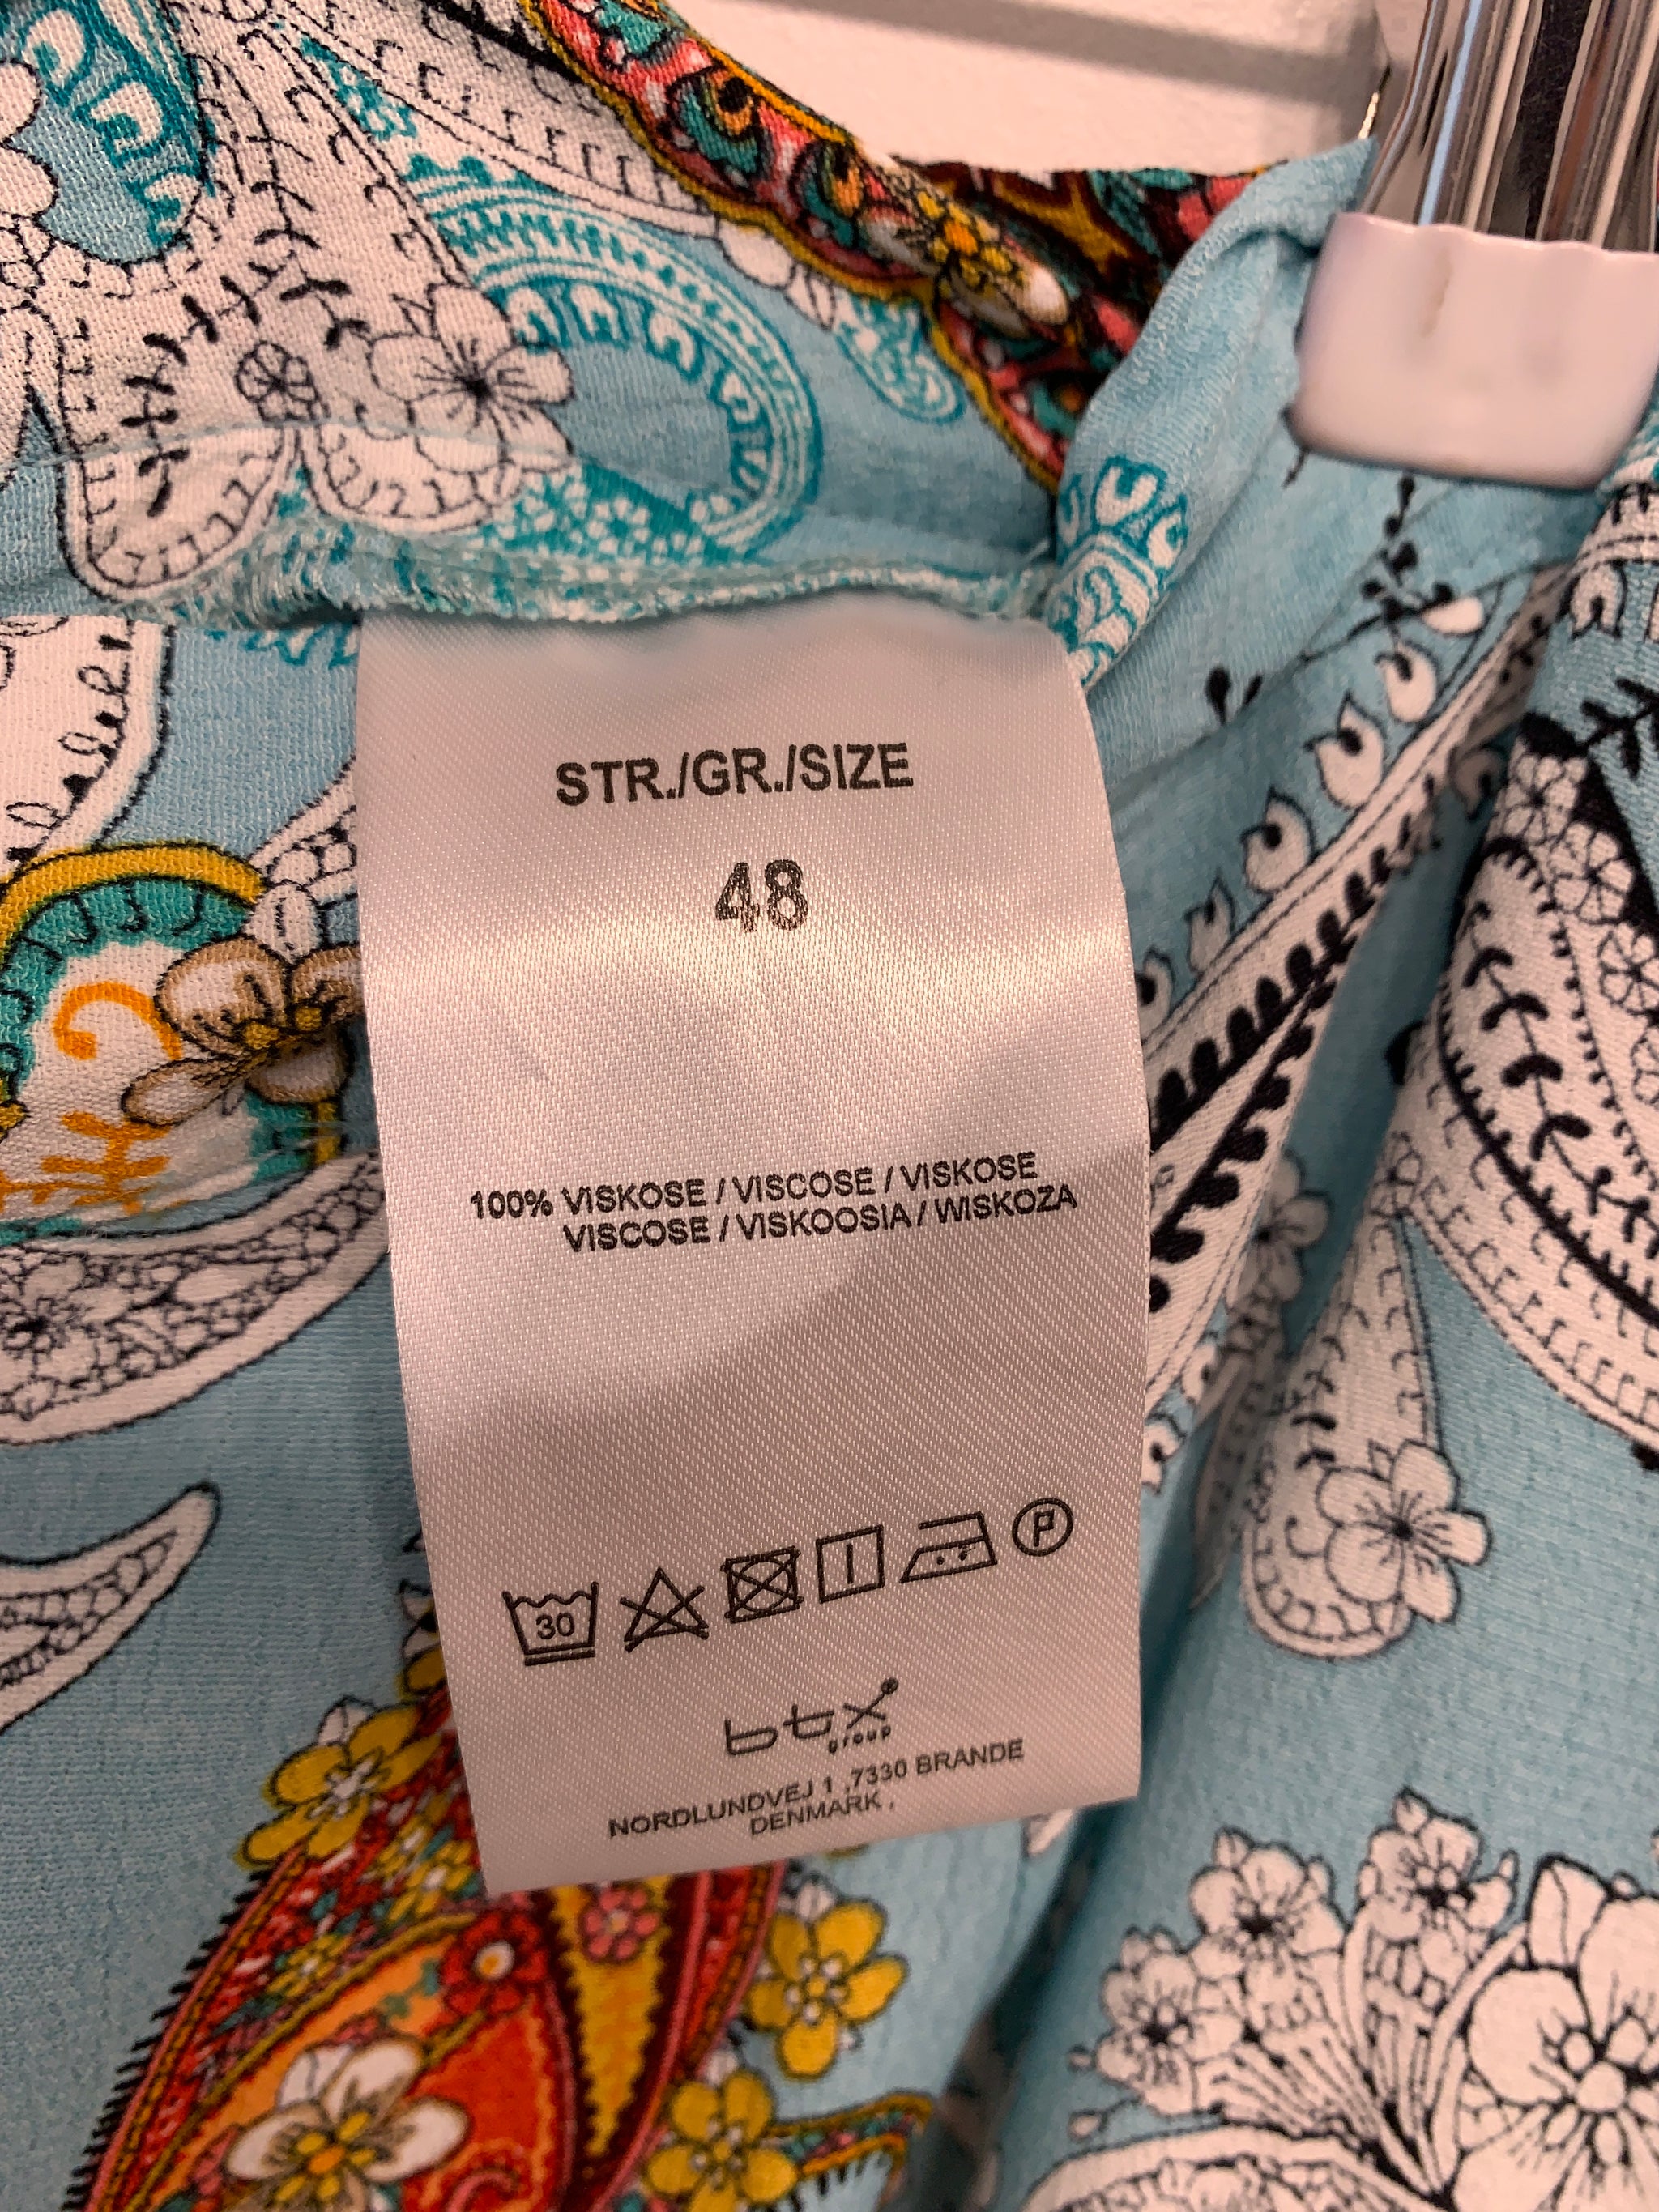 STR./GR./SIZE
48
100% VISKOSE / VISCOSE / VISKOSE
VISCOSE / VISKOOSIA / WISKOZA
30
P
btx®
group
NORDLUNDVEJ 1 ,7330 BRANDE
DENMARK ,